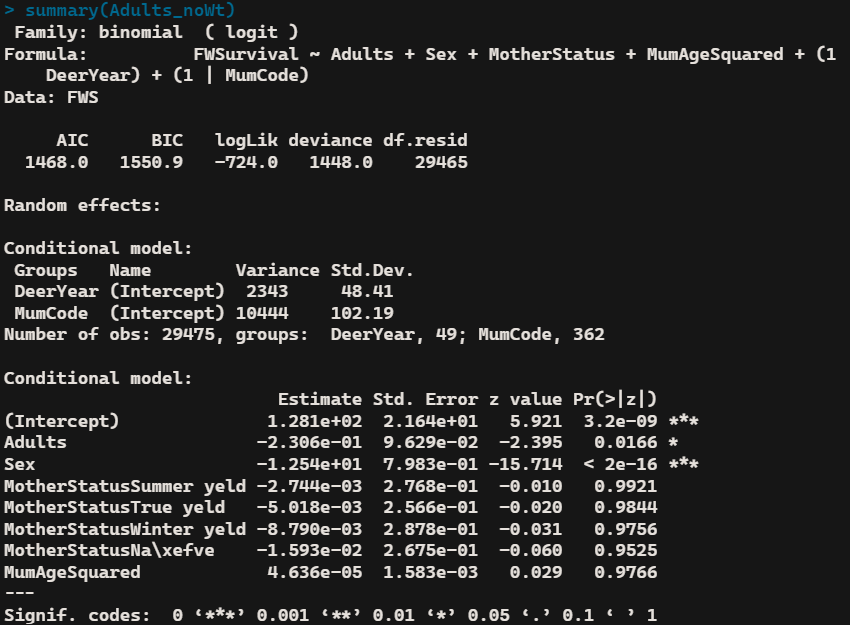 > summary(Adults_noWt)
 Family: binomial  ( logit )
Formula:          FWSurvival ~ Adults + Sex + MotherStatus + MumAgeSquared + (1
    DeerYear) + (1 | MumCode)
Data: FWS

     AIC      BIC   logLik deviance df.resid
  1468.0   1550.9   -724.0   1448.0    29465

Random effects:

Conditional model:
 Groups   Name        Variance Std.Dev.
 DeerYear (Intercept)  2343     48.41
 MumCode  (Intercept) 10444    102.19
Number of obs: 29475, groups:  DeerYear, 49; MumCode, 362

Conditional model:
                          Estimate Std. Error z value Pr(>|z|)
(Intercept)              1.281e+02  2.164e+01   5.921  3.2e-09 ***
Adults                  -2.306e-01  9.629e-02  -2.395   0.0166 *
Sex                     -1.254e+01  7.983e-01 -15.714  < 2e-16 ***
MotherStatusSummer yeld -2.744e-03  2.768e-01  -0.010   0.9921
MotherStatusTrue yeld   -5.018e-03  2.566e-01  -0.020   0.9844
MotherStatusWinter yeld -8.790e-03  2.878e-01  -0.031   0.9756
MotherStatusNa\xefve    -1.593e-02  2.675e-01  -0.060   0.9525
MumAgeSquared            4.636e-05  1.583e-03   0.029   0.9766
---
Signif. codes:  0 ‘***’ 0.001 ‘**’ 0.01 ‘*’ 0.05 ‘.’ 0.1 ‘ ’ 1